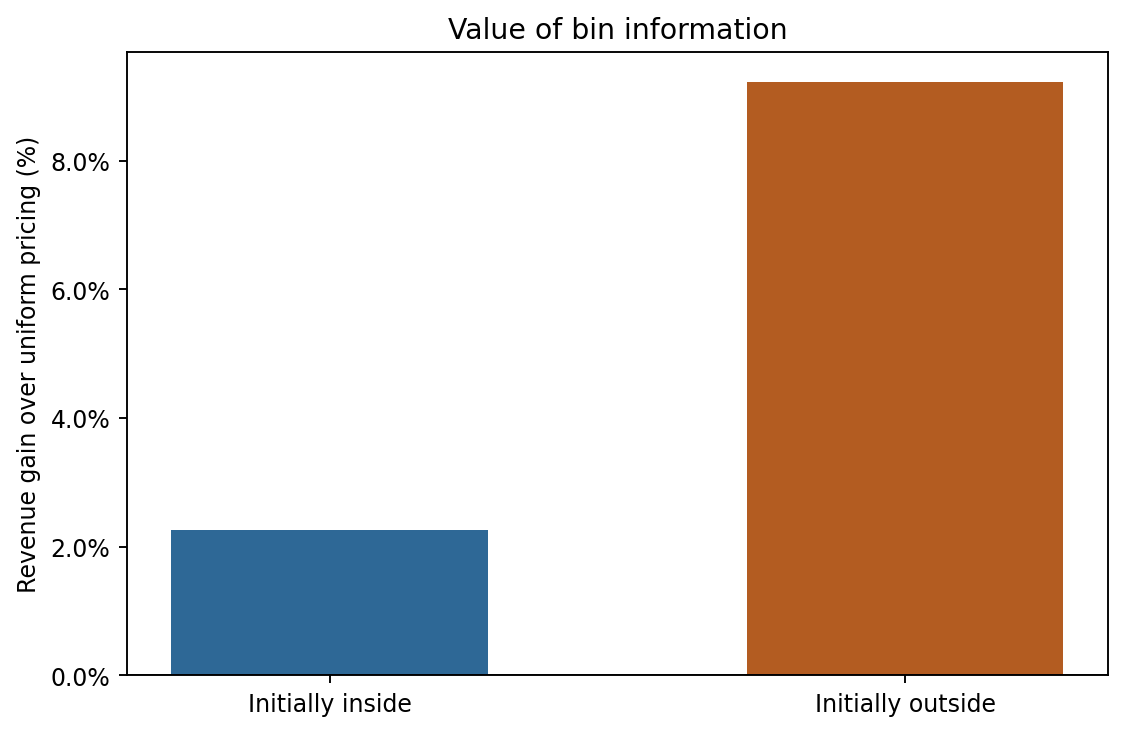 Value of bin information
Revenue gain over uniform pricing (%)
8.0%
6.0%
4.0%
2.0%
0.0%
Initially inside
Initially outside